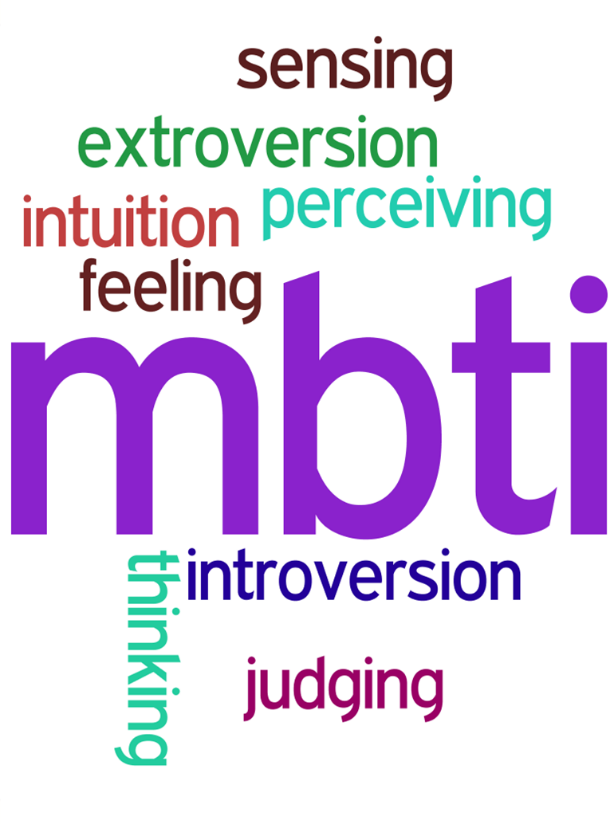 sensing
extroversion
perceiving
intuition
feeling
mbti
introversion
thinking
judging